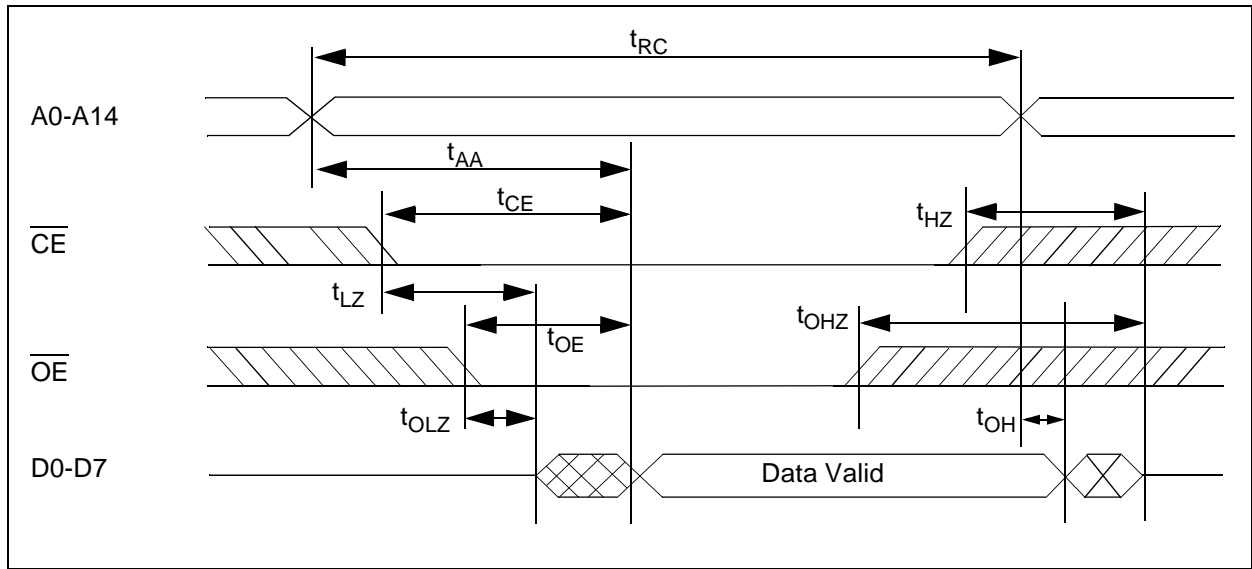 tRC
A0-A14
tAA
tCE
tHZ
CE
tLZ
tOE
tOHZ
OE
tOLZ
tOH
D0-D7
Data Valid